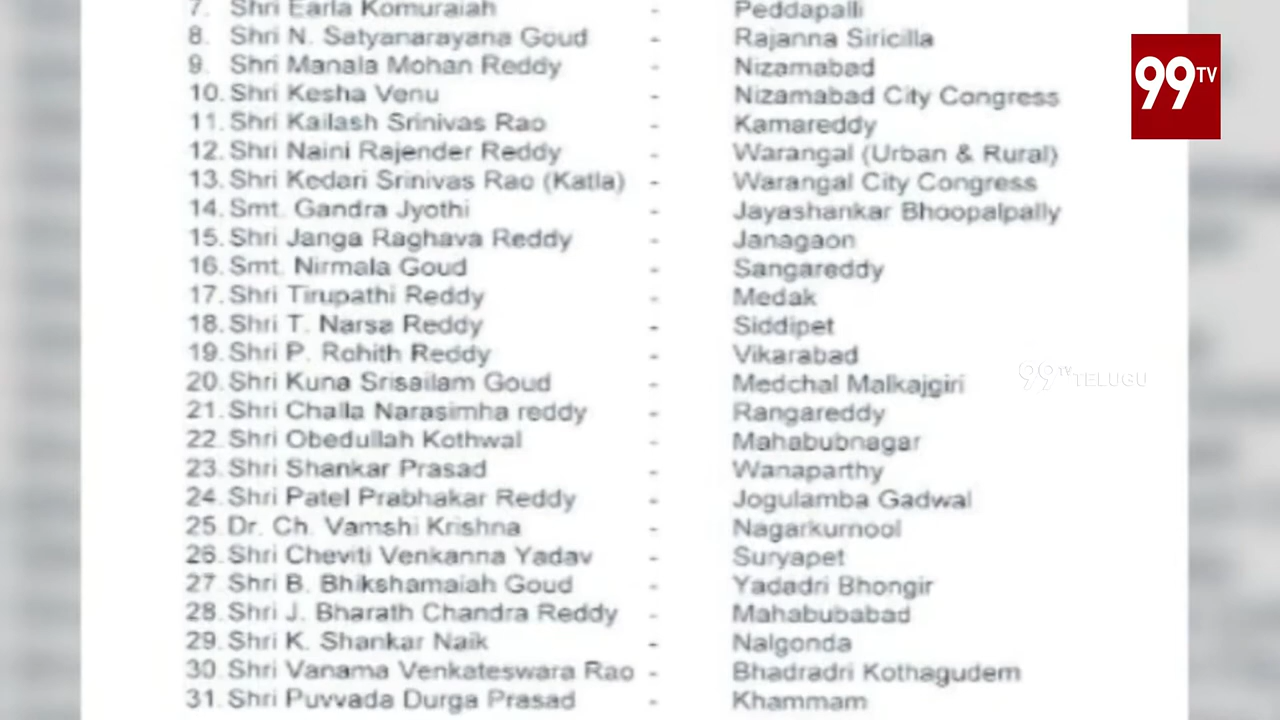 7. Shri Earla Komuraiah - Peddapalli
8. Shri N. Satyanarayana Goud - Rajanna Siricilla
9. Shri Manala Mohan Reddy - Nizamabad
10. Shri Kesha Venu - Nizamabad City Congress
11. Shri Kailash Srinivas Rao - Kamareddy
12. Shri Naini Rajender Reddy - Warangal (Urban & Rural)
13. Shri Kedari Srinivas Rao (Katla) - Warangal City Congress
14. Smt. Gandra Jyothi - Jayashankar Bhoopalpally
15. Shri Janga Raghava Reddy - Janagaon
16. Smt. Nirmala Goud - Sangareddy
17. Shri Tirupathi Reddy - Medak
18. Shri T. Narsa Reddy - Siddipet
19. Shri P. Rohith Reddy - Vikarabad
20. Shri Kuna Srisailam Goud - Medchal Malkajgiri
21. Shri Challa Narasimha reddy - Rangareddy
22. Shri Obedullah Kothwal - Mahabubnagar
23. Shri Shankar Prasad - Wanaparthy
24. Shri Patel Prabhakar Reddy - Jogulamba Gadwal
25. Dr. Ch. Vamshi Krishna - Nagarkurnool
26. Shri Cheviti Venkanna Yadav - Suryapet
27. Shri B. Bhikshamaiah Goud - Yadadri Bhongir
28. Shri J. Bharath Chandra Reddy - Mahabubabad
29. Shri K. Shankar Naik - Nalgonda
30. Shri Vanama Venkateswara Rao - Bhadradri Kothagudem
31. Shri Puvvada Durga Prasad - Khammam
99 TV
99 TV TELUGU